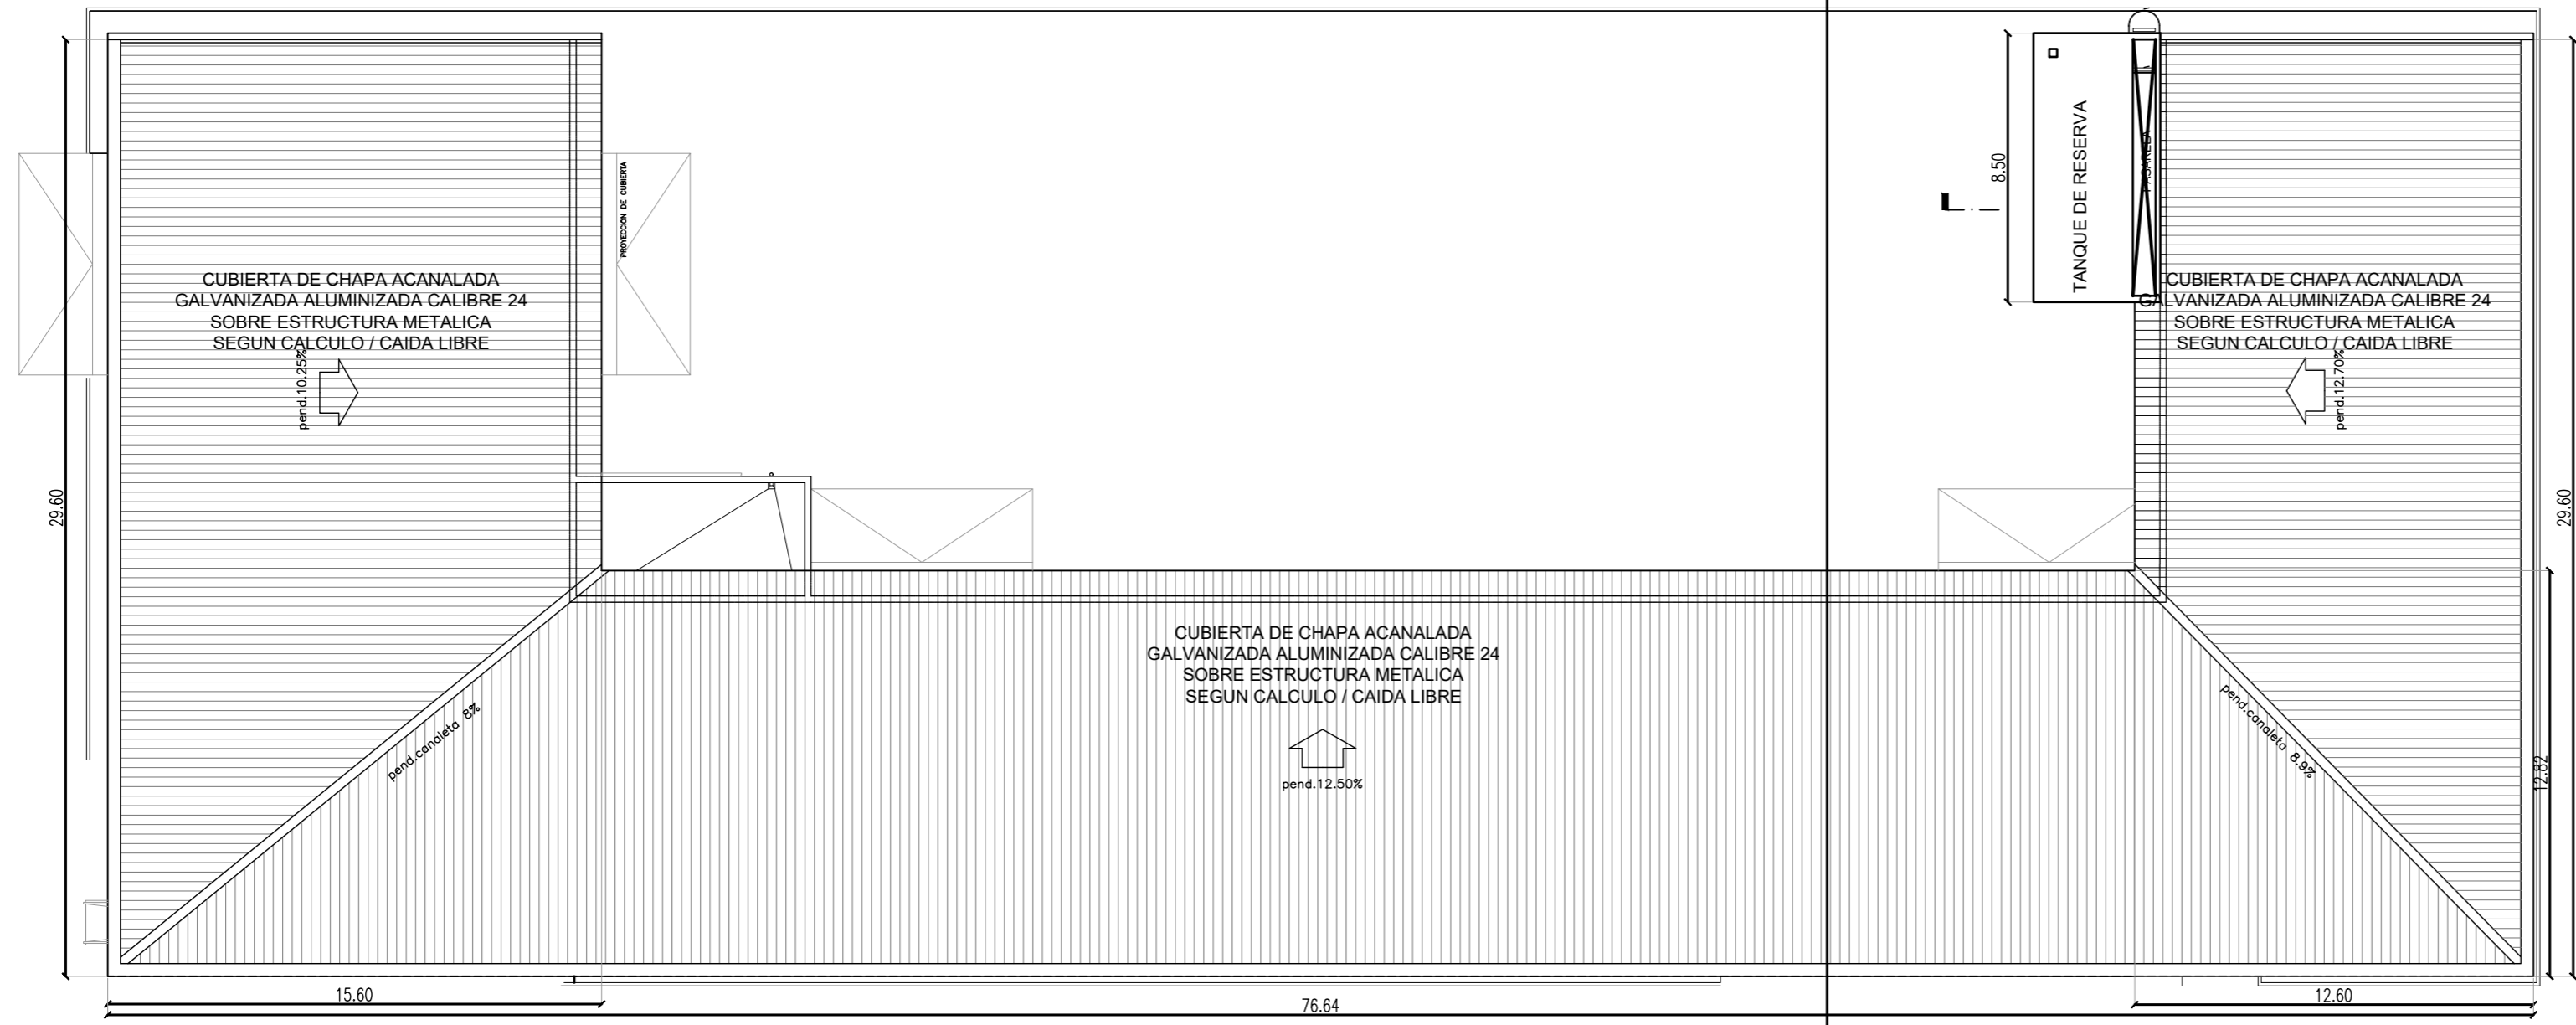 29.60
CUBIERTA DE CHAPA ACANALADA
GALVANIZADA ALUMINIZADA CALIBRE 24
SOBRE ESTRUCTURA METALICA
SEGUN CALCULO / CAIDA LIBRE
pend.10.25%
PROYECCIÓN DE CUBIERTA
8.50
TANQUE DE RESERVA
PASARELA
CUBIERTA DE CHAPA ACANALADA
GALVANIZADA ALUMINIZADA CALIBRE 24
SOBRE ESTRUCTURA METALICA
SEGUN CALCULO / CAIDA LIBRE
pend.12.70%
29.60
CUBIERTA DE CHAPA ACANALADA
GALVANIZADA ALUMINIZADA CALIBRE 24
SOBRE ESTRUCTURA METALICA
SEGUN CALCULO / CAIDA LIBRE
pend.12.50%
pend.canaleta 8%
pend.canaleta 8.9%
12.82
15.60
76.64
12.60